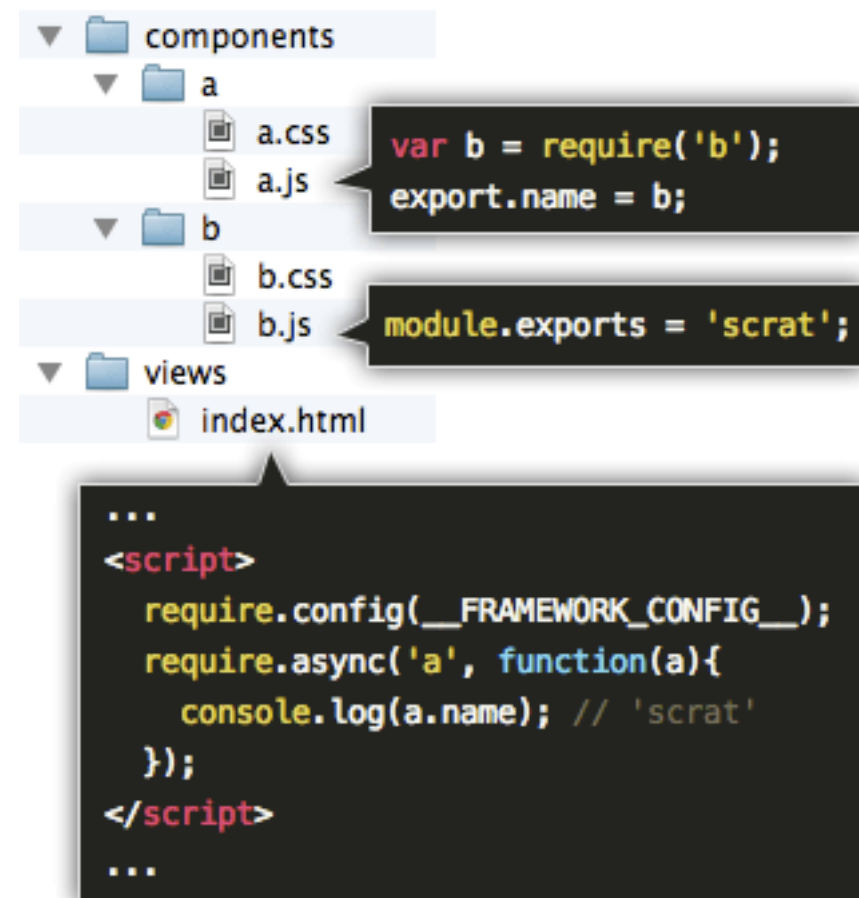 components
a
a.css
a.js
var b = require('b');
export.name = b;
b
b.css
b.js
module.exports = 'scrat';
views
index.html
...
<script>
require.config(__FRAMEWORK_CONFIG__);
require.async('a', function(a){
console.log(a.name); // 'scrat'
});
</script>
...